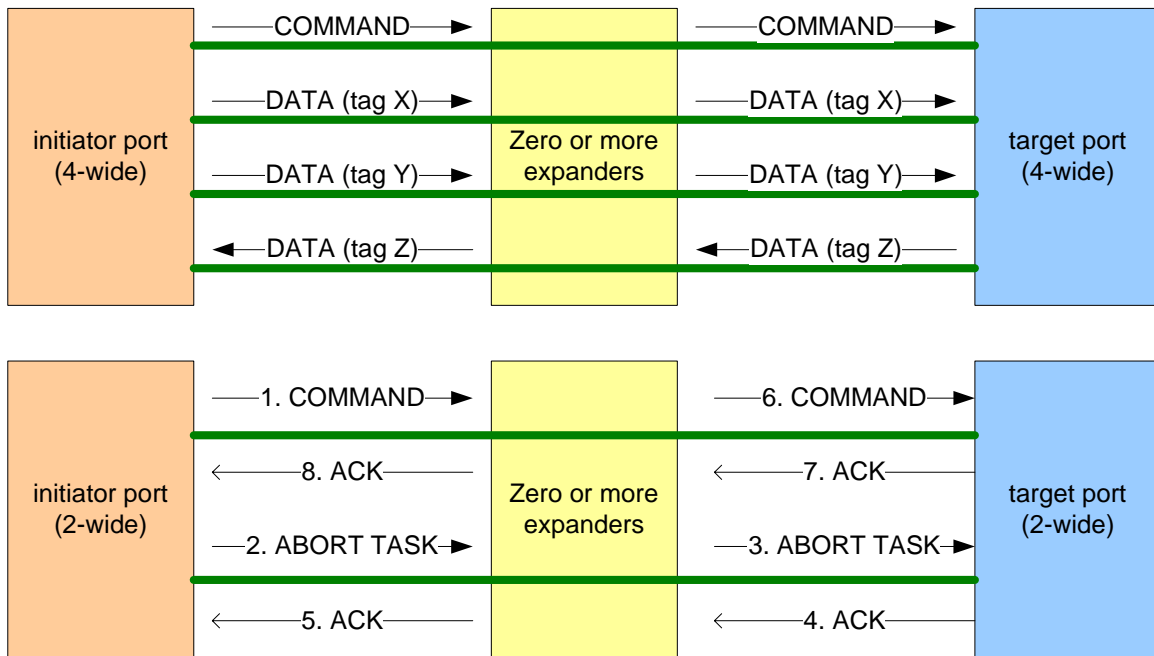 COMMAND
COMMAND
DATA (tag X)
DATA (tag X)
initiator port
(4-wide)
Zero or more
expanders
target port
(4-wide)
DATA (tag Y)
DATA (tag Y)
DATA (tag Z)
DATA (tag Z)
1. COMMAND
6. COMMAND
8. ACK
7. ACK
initiator port
(2-wide)
Zero or more
expanders
target port
(2-wide)
2. ABORT TASK
3. ABORT TASK
5. ACK
4. ACK